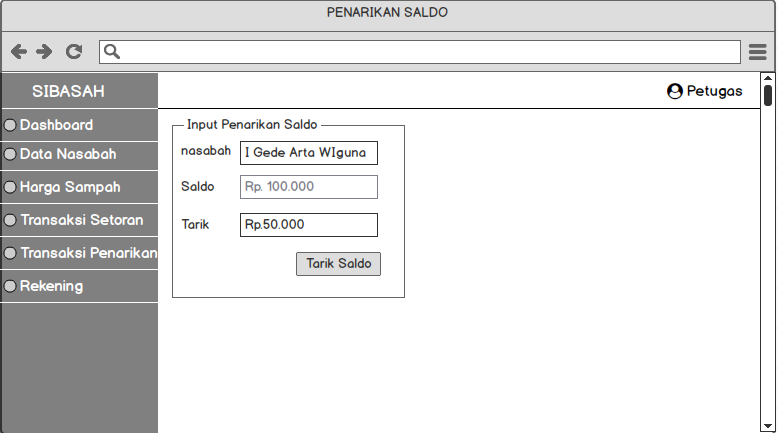 PENARIKAN SALDO
SIBASAH
Petugas
Dashboard
Data Nasabah
Harga Sampah
Transaksi Setoran
Transaksi Penarikan
Rekening
Input Penarikan Saldo
nasabah I Gede Arta WIguna
Saldo Rp. 100.000
Tarik Rp.50.000
Tarik Saldo